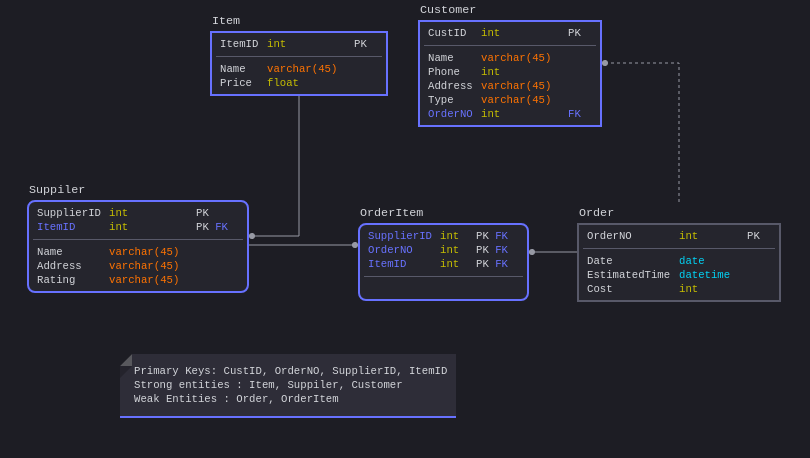 Item
ItemID int PK
Name varchar(45)
Price float
Customer
CustID int PK
Name varchar(45)
Phone int
Address varchar(45)
Type varchar(45)
OrderNO int FK
Suppiler
SupplierID int PK
ItemID int PK FK
Name varchar(45)
Address varchar(45)
Rating varchar(45)
OrderItem
SupplierID int PK FK
OrderNO int PK FK
ItemID int PK FK
Order
OrderNO int PK
Date date
EstimatedTime datetime
Cost int
Primary Keys: CustID, OrderNO, SupplierID, ItemID
Strong entities : Item, Suppiler, Customer
Weak Entities : Order, OrderItem